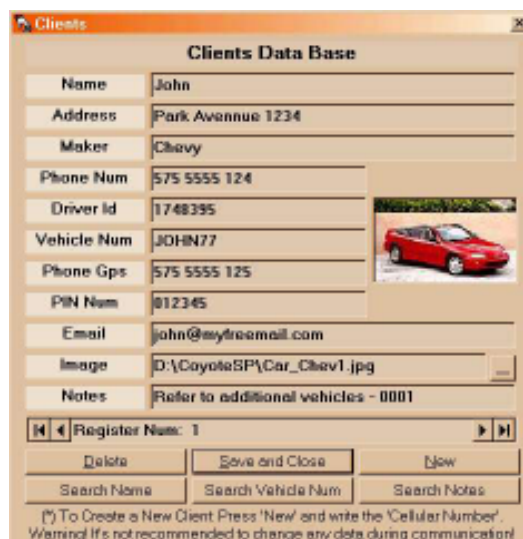 Clients
Clients Data Base
Name John
Address Park Avennue 1234
Maker Chevy
Phone Num 575 5555 124
Driver Id 1748395
Vehicle Num JOHN77
Phone Gps 575 5555 125
PIN Num 012345
Email john@myfreemail.com
Image D:\CoyoteSP\Car_Chev1.jpg ...
Notes Refer to additional vehicles - 0001
Register Num: 1
Delete Save and Close New
Search Name Search Vehicle Num Search Notes
(*) To Create a New Client Press 'New' and write the 'Cellular Number'.
Warning! It's not recommended to change any data during communication!